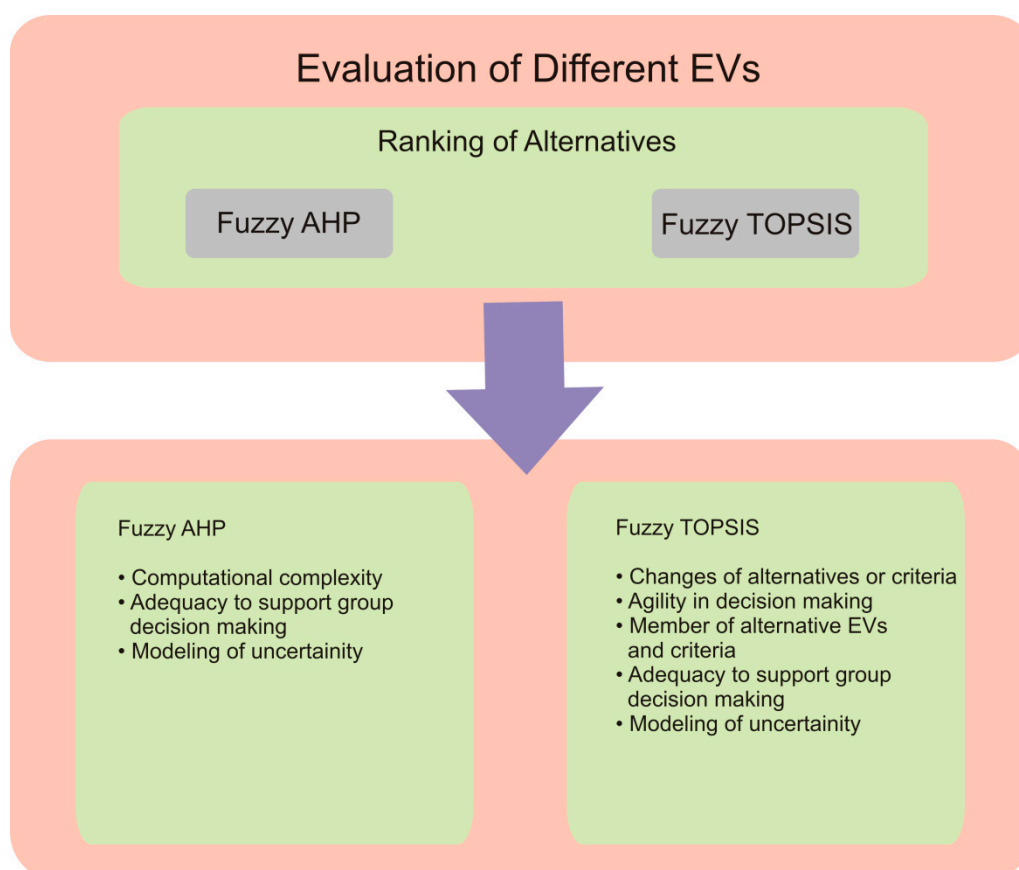 Evaluation of Different EVs
Ranking of Alternatives
Fuzzy AHP
Fuzzy TOPSIS
Fuzzy AHP
• Computational complexity
• Adequacy to support group
decision making
• Modeling of uncertainity
Fuzzy TOPSIS
• Changes of alternatives or criteria
• Agility in decision making
• Member of alternative EVs
and criteria
• Adequacy to support group
decision making
• Modeling of uncertainity